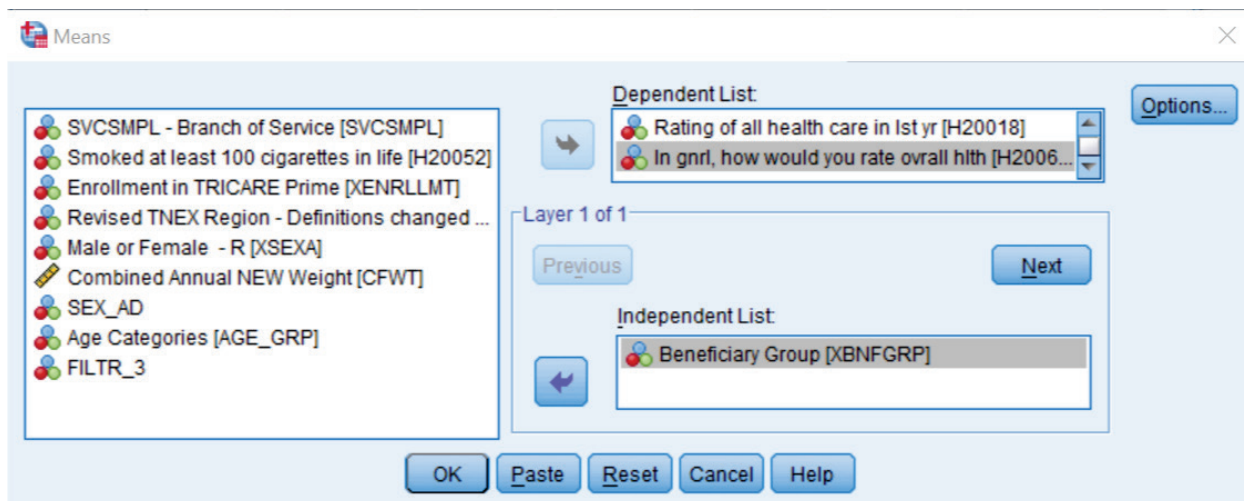 Means
SVCSMPL - Branch of Service [SVCSMPL]
Smoked at least 100 cigarettes in life [H20052]
Enrollment in TRICARE Prime [XENRLLMT]
Revised TNEX Region - Definitions changed ...
Male or Female - R [XSEXA]
Combined Annual NEW Weight [CFWT]
SEX_AD
Age Categories [AGE_GRP]
FILTR_3
Dependent List:
Rating of all health care in lst yr [H20018]
In gnrl, how would you rate ovrall hlth [H2006...
Options...
Layer 1 of 1
Previous
Next
Independent List:
Beneficiary Group [XBNFGRP]
OK
Paste
Reset
Cancel
Help